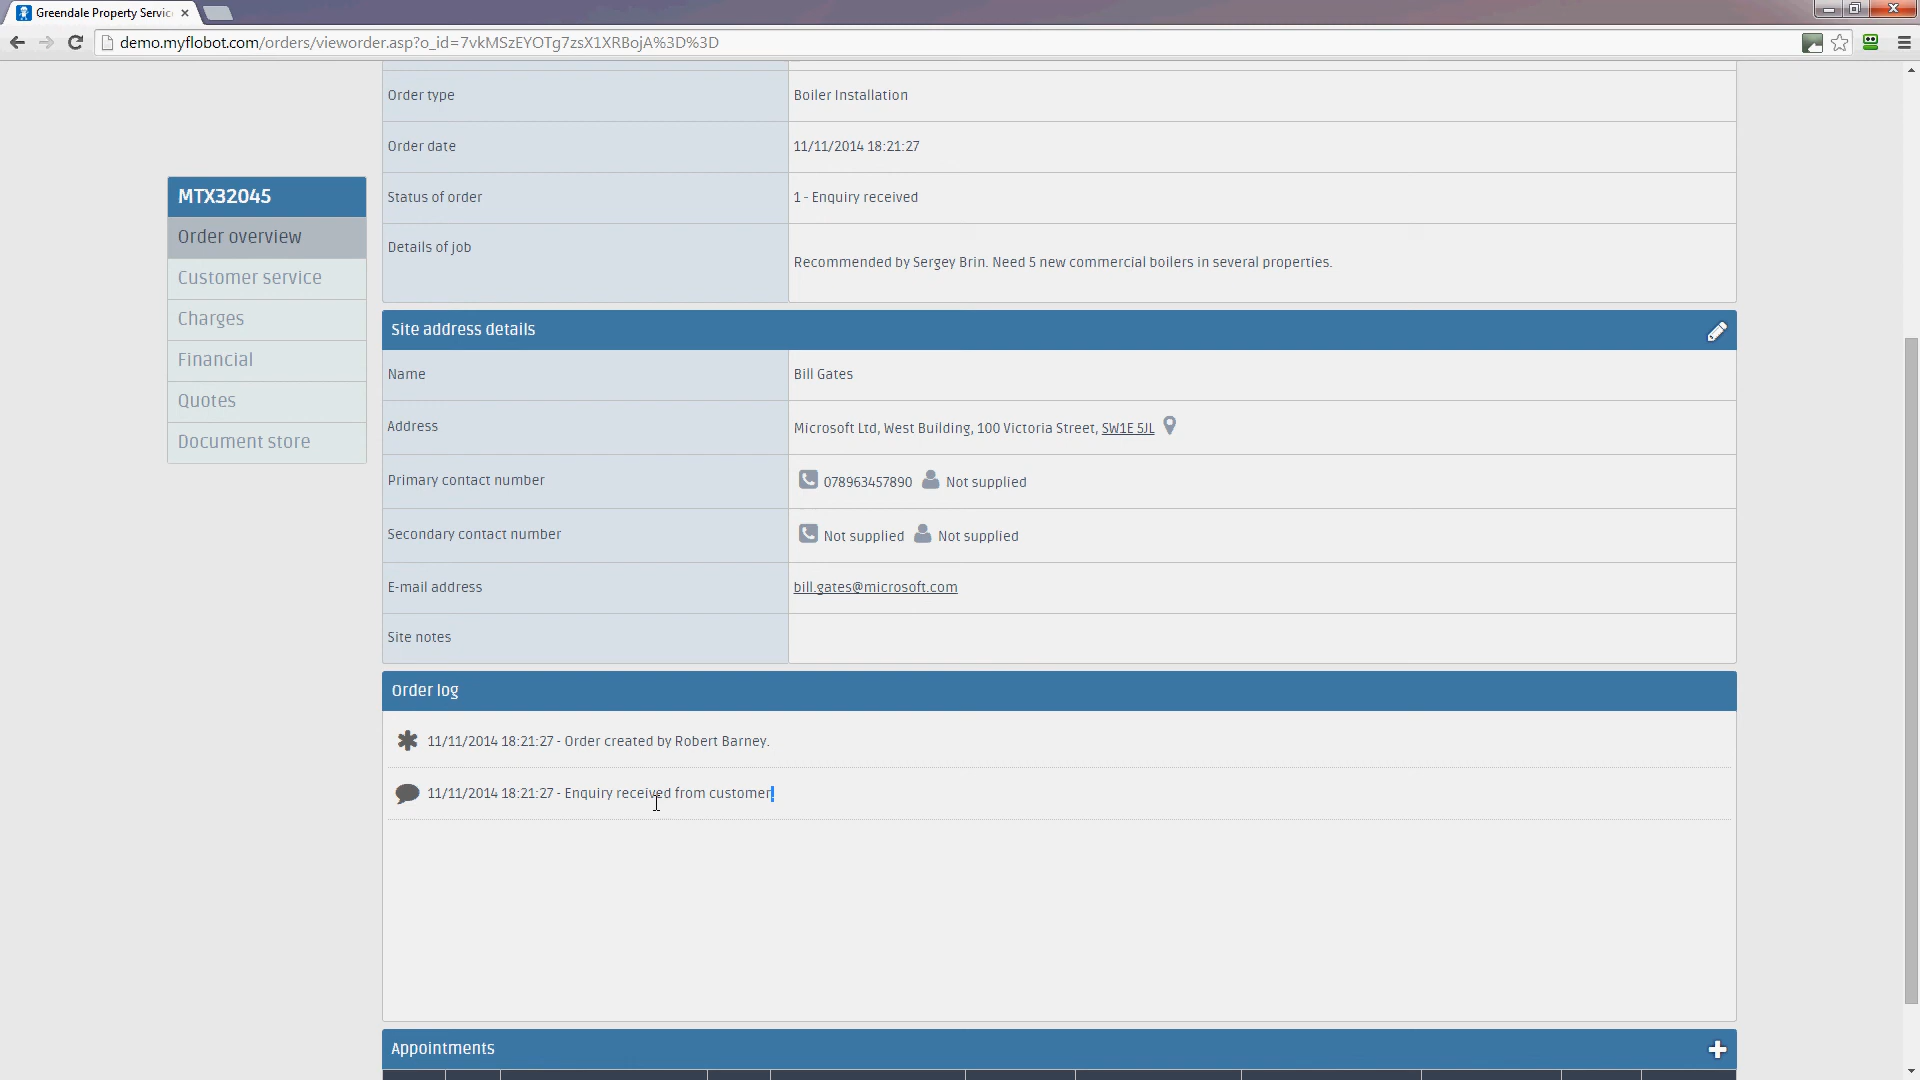 Greendale Property Servic
demo.myflobot.com/orders/vieworder.asp?o_id=7vkMSzEYOTg7zsX1XRBojA%3D%3D
Order type Boiler Installation
Order date 11/11/2014 18:21:27
Status of order 1 - Enquiry received
Details of job Recommended by Sergey Brin. Need 5 new commercial boilers in several properties.
MTX32045
Order overview
Customer service
Charges
Financial
Quotes
Document store
Site address details
Name Bill Gates
Address Microsoft Ltd, West Building, 100 Victoria Street, SW1E 5JL
Primary contact number 078963457890 Not supplied
Secondary contact number Not supplied Not supplied
E-mail address bill.gates@microsoft.com
Site notes
Order log
11/11/2014 18:21:27 - Order created by Robert Barney.
11/11/2014 18:21:27 - Enquiry received from customer.
Appointments